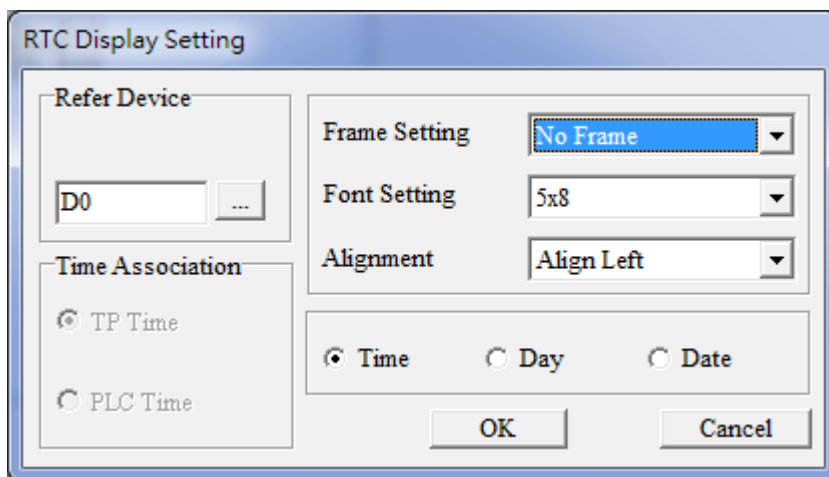 RTC Display Setting
Refer Device
D0
...
Time Association
TP Time
PLC Time
Frame Setting
No Frame
Font Setting
5x8
Alignment
Align Left
Time
Day
Date
OK
Cancel